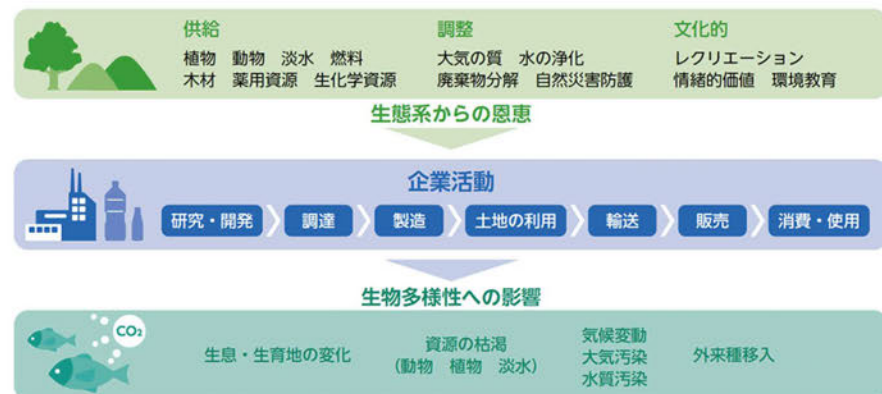 供給
植物 動物 淡水 燃料
木材 薬用資源 生化学資源
調整
大気の質 水の浄化
廃棄物分解 自然災害防護
文化的
レクリエーション
情緒的価値 環境教育
生態系からの恩恵
企業活動
研究・開発
調達
製造
土地の利用
輸送
販売
消費・使用
生物多様性への影響
CO₂
生息・生育地の変化
資源の枯渇
(動物 植物 淡水)
気候変動
大気汚染
水質汚染
外来種移入